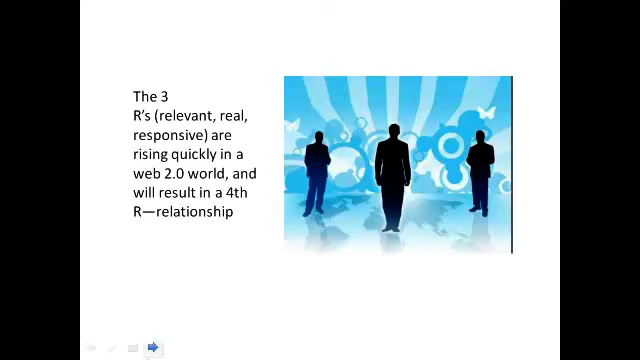 The 3
R's (relevant, real,
responsive) are
rising quickly in a
web 2.0 world, and
will result in a 4th
R—relationship